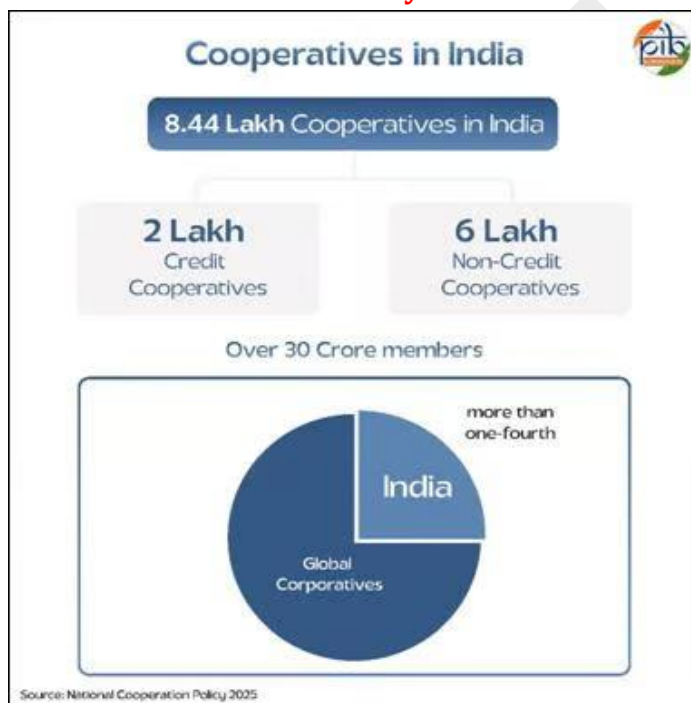 Cooperatives in India
pib
8.44 Lakh Cooperatives in India
2 Lakh
Credit
Cooperatives
6 Lakh
Non-Credit
Cooperatives
Over 30 Crore members
more than
one-fourth
India
Global
Corporatives
Source: National Cooperation Policy 2025